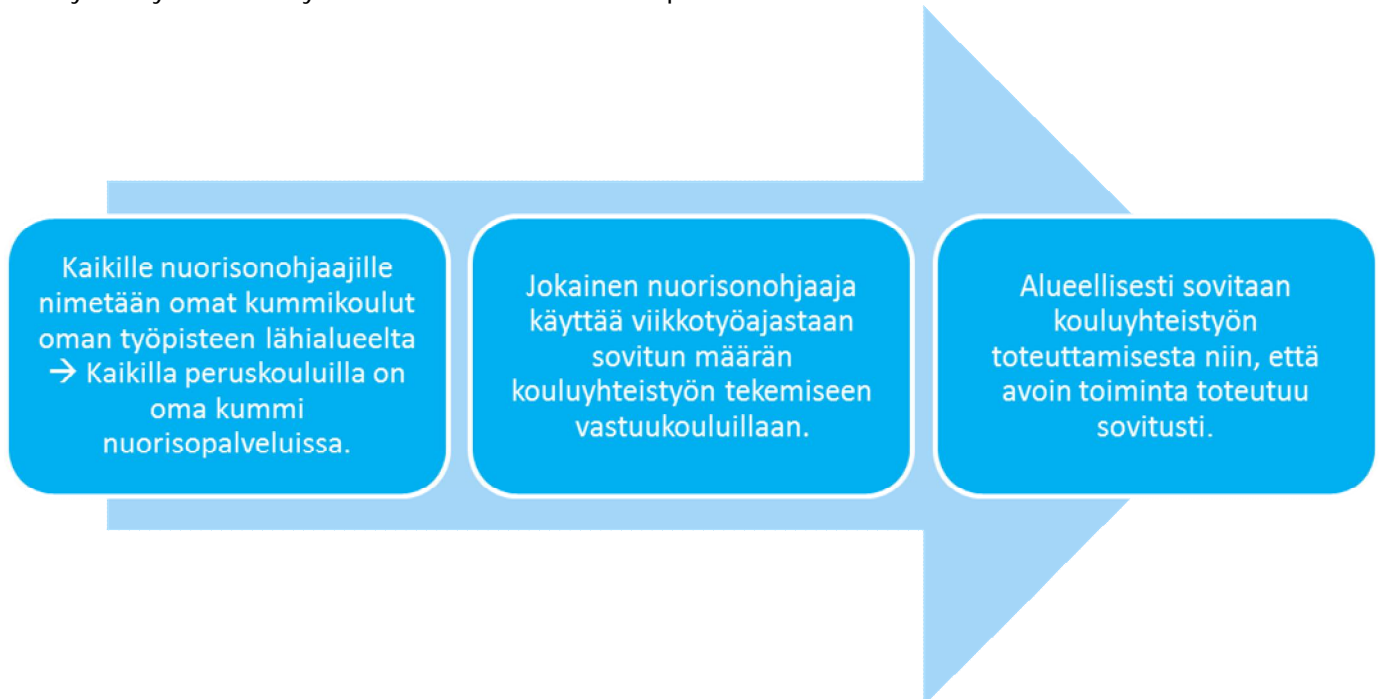 Kaikille nuorisonohjaajille
nimetään omat kummikoulut
oman työpisteen lähialueelta
→ Kaikilla peruskouluilla on
oma kummi
nuorisopalveluissa.
Jokainen nuorisonohjaaja
käyttää viikkotyöajastaan
sovitun määrän
kouluyhteistyön tekemiseen
vastuukouluillaan.
Alueellisesti sovitaan
kouluyhteistyön
toteuttamisesta niin, että
avoin toiminta toteutuu
sovitusti.